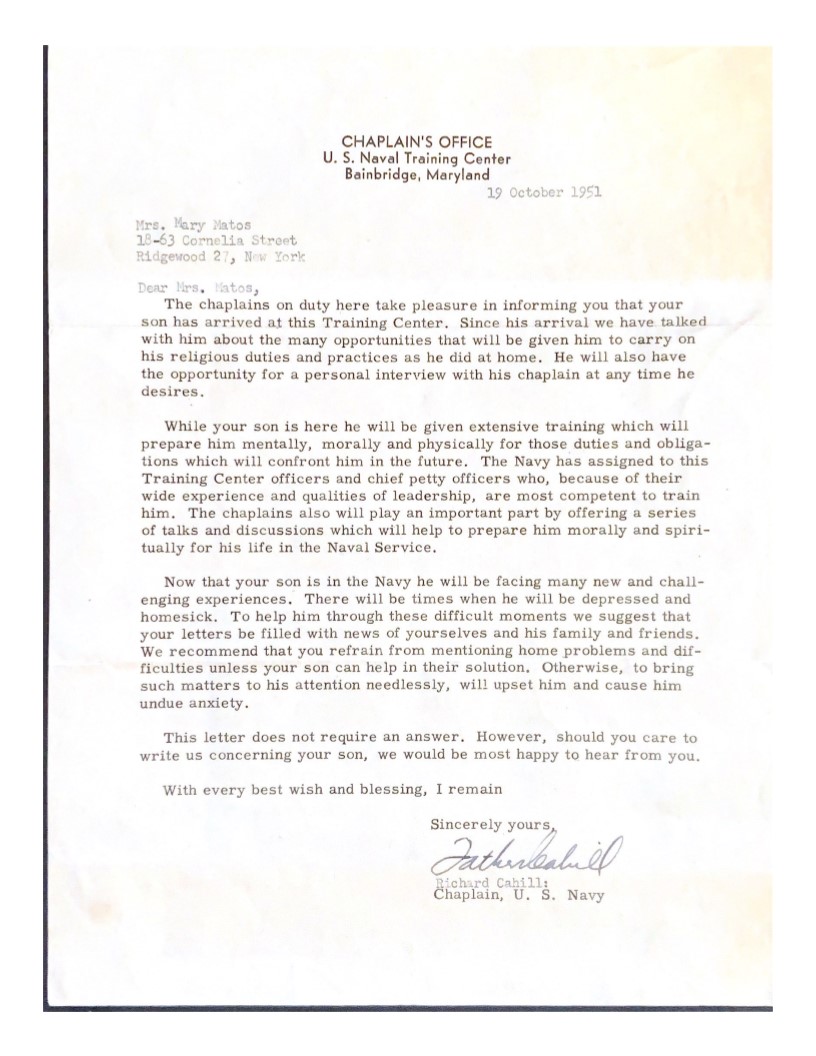 CHAPLAIN'S OFFICE
U. S. Naval Training Center
Bainbridge, Maryland
19 October 1951
Mrs. Mary Matos
18-63 Cornelia Street
Ridgewood 27, New York
Dear Mrs. Matos,
The chaplains on duty here take pleasure in informing you that your
son has arrived at this Training Center. Since his arrival we have talked
with him about the many opportunities that will be given him to carry on
his religious duties and practices as he did at home. He will also have
the opportunity for a personal interview with his chaplain at any time he
desires.
While your son is here he will be given extensive training which will
prepare him mentally, morally and physically for those duties and obliga-
tions which will confront him in the future. The Navy has assigned to this
Training Center officers and chief petty officers who, because of their
wide experience and qualities of leadership, are most competent to train
him. The chaplains also will play an important part by offering a series
of talks and discussions which will help to prepare him morally and spiri-
tually for his life in the Naval Service.
Now that your son is in the Navy he will be facing many new and chall-
enging experiences. There will be times when he will be depressed and
homesick. To help him through these difficult moments we suggest that
your letters be filled with news of yourselves and his family and friends.
We recommend that you refrain from mentioning home problems and dif-
ficulties unless your son can help in their solution. Otherwise, to bring
such matters to his attention needlessly, will upset him and cause him
undue anxiety.
This letter does not require an answer. However, should you care to
write us concerning your son, we would be most happy to hear from you.
With every best wish and blessing, I remain
Sincerely yours,
Father Cahill
Richard Cahill:
Chaplain, U. S. Navy